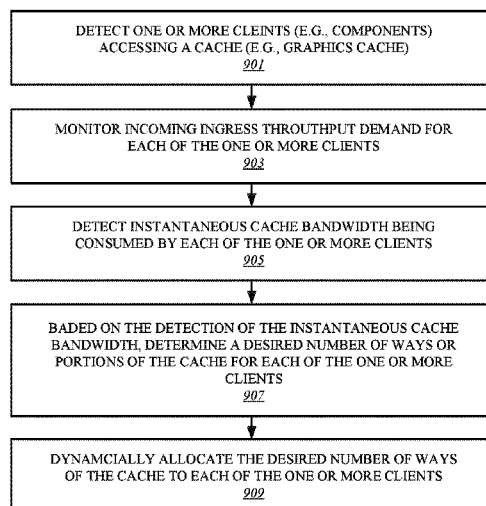 DETECT ONE OR MORE CLEINTS (E.G., COMPONENTS)
ACCESSING A CACHE (E.G., GRAPHICS CACHE)
901
MONITOR INCOMING INGRESS THROUTHPUT DEMAND FOR
EACH OF THE ONE OR MORE CLIENTS
903
DETECT INSTANTANEOUS CACHE BANDWIDTH BEING
CONSUMED BY EACH OF THE ONE OR MORE CLIENTS
905
BADED ON THE DETECTION OF THE INSTANTANEOUS CACHE
BANDWIDTH, DETERMINE A DESIRED NUMBER OF WAYS OR
PORTIONS OF THE CACHE FOR EACH OF THE ONE OR MORE
CLIENTS
907
DYNAMCIALLY ALLOCATE THE DESIRED NUMBER OF WAYS
OF THE CACHE TO EACH OF THE ONE OR MORE CLIENTS
909